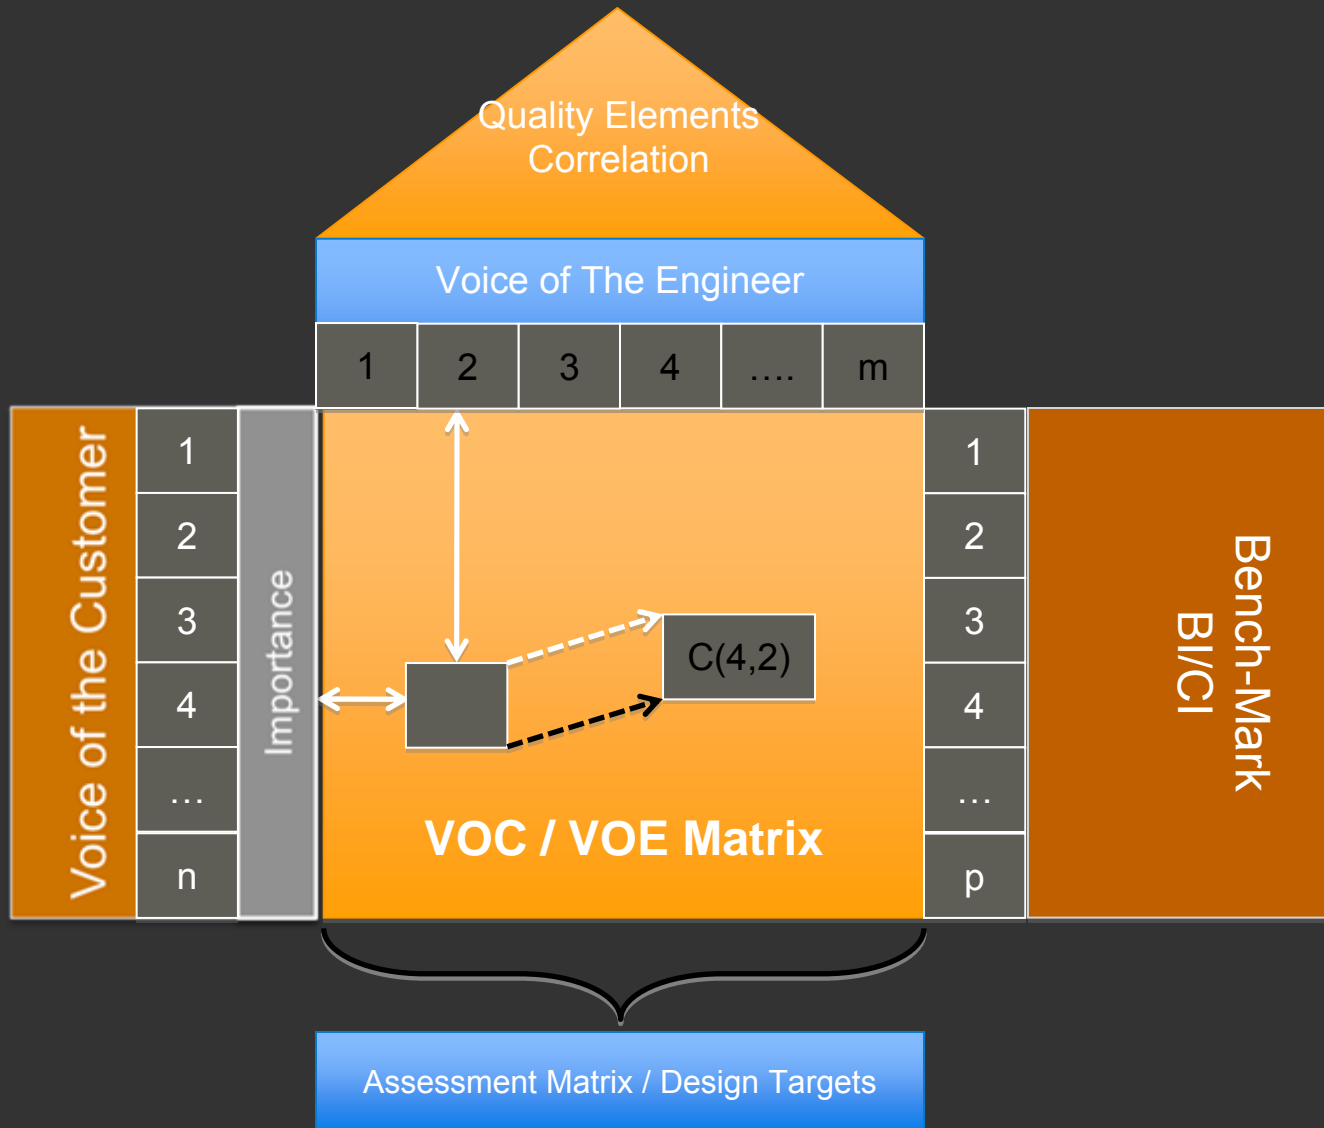 Quality Elements
Correlation
Voice of The Engineer
1 2 3 4 .... m
Voice of the Customer
1
2
3
4
...
n
Importance
C(4,2)
VOC / VOE Matrix
1
2
3
4
...
p
Bench-Mark
BI/CI
Assessment Matrix / Design Targets